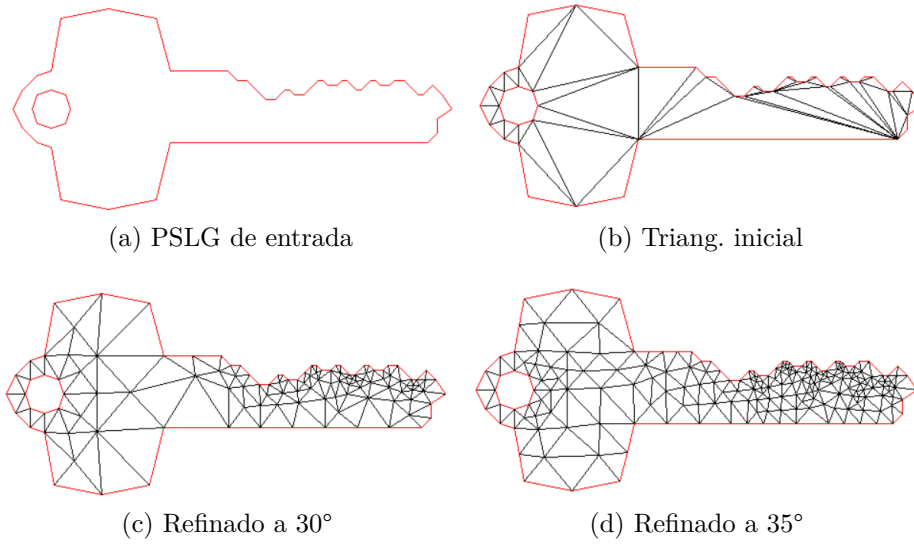 (a) PSLG de entrada
(b) Triang. inicial
(c) Refinado a 30°
(d) Refinado a 35°